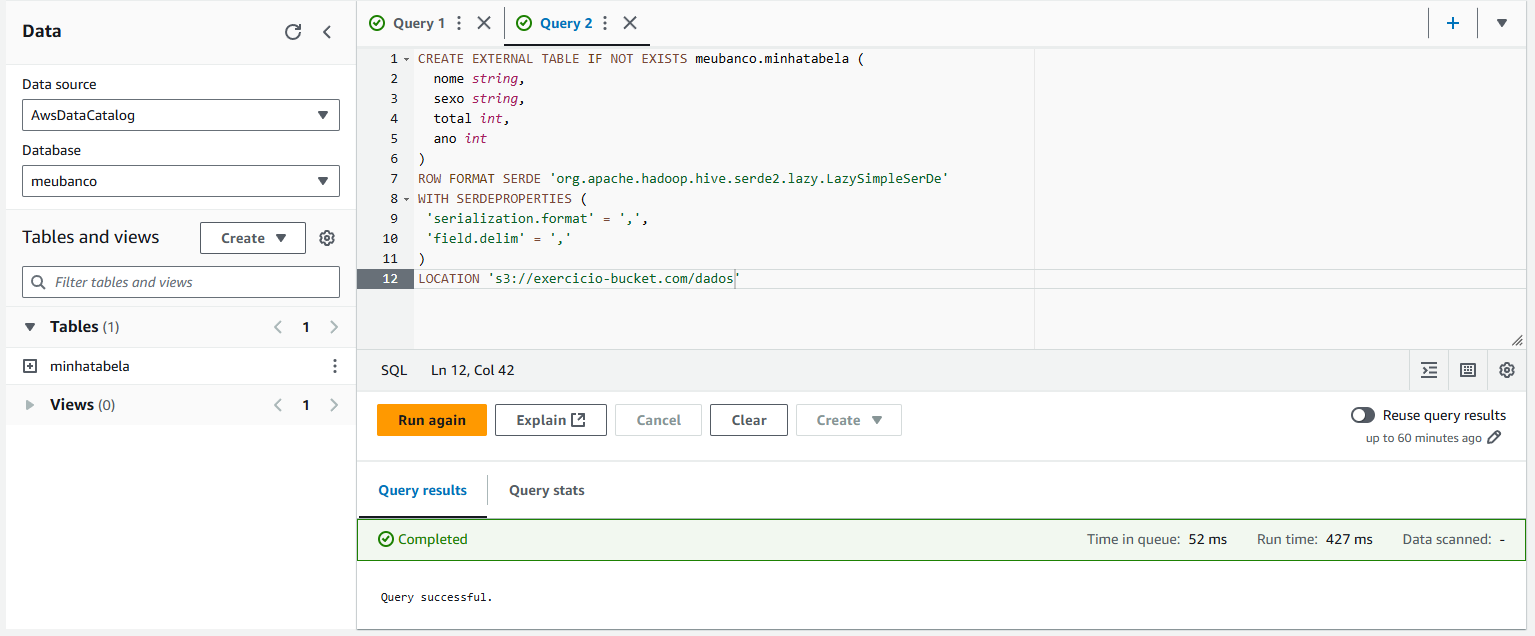 Data
Data source
AwsDataCatalog
Database
meubanco
Tables and views
Create
Filter tables and views
Tables (1)
1
minhatabela
Views (0)
1
Query 1
Query 2
1 CREATE EXTERNAL TABLE IF NOT EXISTS meubanco.minhatabela (
2 nome string,
3 sexo string,
4 total int,
5 ano int
6 )
7 ROW FORMAT SERDE 'org.apache.hadoop.hive.serde2.lazy.LazySimpleSerDe'
8 WITH SERDEPROPERTIES (
9 'serialization.format' = ',',
10 'field.delim' = ','
11 )
12 LOCATION 's3://exercicio-bucket.com/dados'
SQL Ln 12, Col 42
Run again Explain Cancel Clear Create
Reuse query results
up to 60 minutes ago
Query results Query stats
Completed Time in queue: 52 ms Run time: 427 ms Data scanned: -
Query successful.